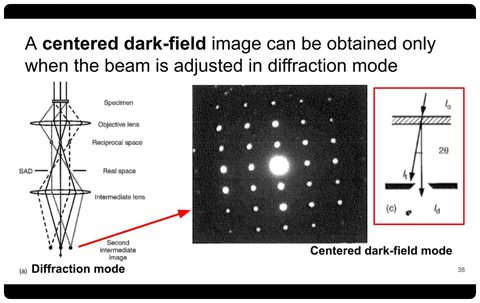 A centered dark-field image can be obtained only
when the beam is adjusted in diffraction mode
Specimen
Objective lens
Reciprocal space
SAD
Real space
Intermediate lens
Second
intermediate
image
(a) Diffraction mode
I₀
2θ
Iₜ
(c)
I_d
Centered dark-field mode
38